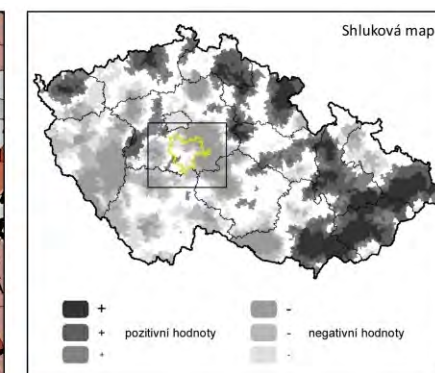 Shluková map
+ -
+ pozitivní hodnoty - negativní hodnoty
+ -